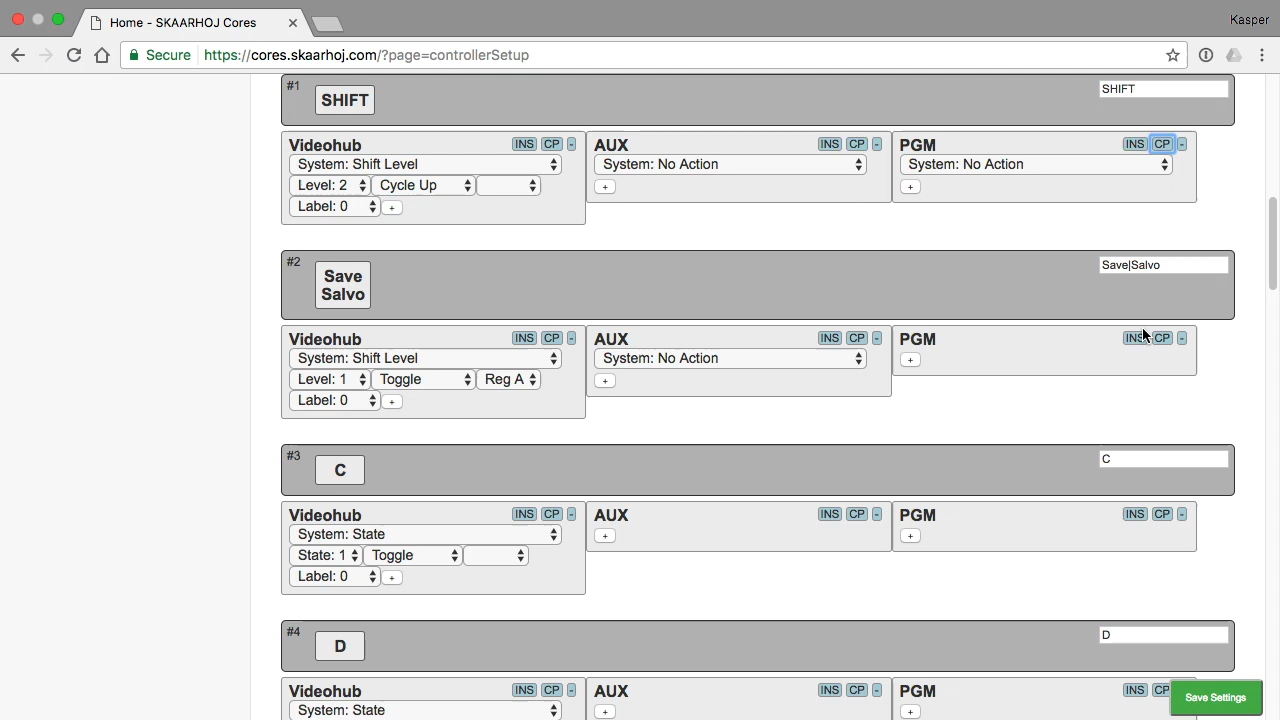 Home - SKAARHOJ Cores
Kasper
Secure https://cores.skaarhoj.com/?page=controllerSetup
#1 SHIFT SHIFT
Videohub INS CP - AUX INS CP - PGM INS CP -
System: Shift Level System: No Action System: No Action
Level: 2 Cycle Up + +
Label: 0 +
#2 Save Salvo Save|Salvo
Videohub INS CP - AUX INS CP - PGM INS CP -
System: Shift Level System: No Action +
Level: 1 Toggle Reg A +
Label: 0 +
#3 C C
Videohub INS CP - AUX INS CP - PGM INS CP -
System: State + +
State: 1 Toggle
Label: 0 +
#4 D D
Videohub INS CP - AUX INS CP - PGM INS CP
System: State + +
Save Settings